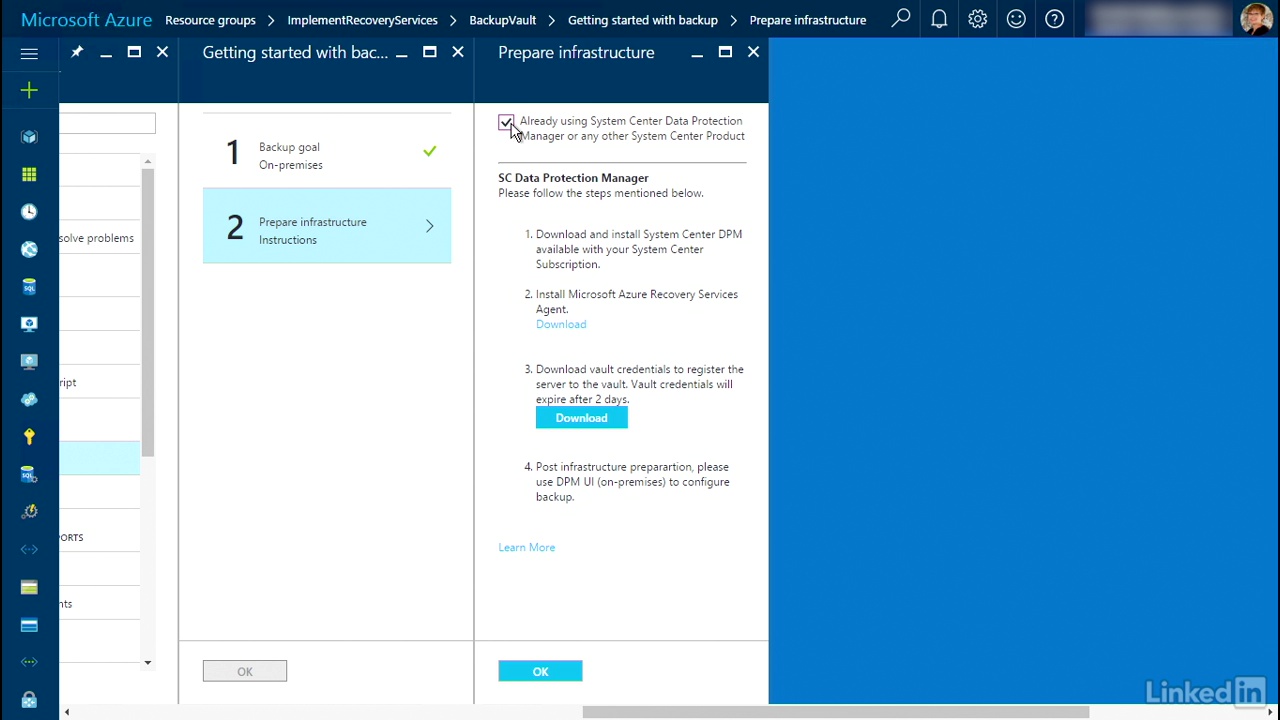 Microsoft Azure Resource groups > ImplementRecoveryServices > BackupVault > Getting started with backup > Prepare infrastructure
Getting started with bac...
Prepare infrastructure
solve problems
ript
PORTS
nts
1
Backup goal
On-premises
2
Prepare infrastructure
Instructions
OK
Already using System Center Data Protection
Manager or any other System Center Product
SC Data Protection Manager
Please follow the steps mentioned below.
1. Download and install System Center DPM
available with your System Center
Subscription.
2. Install Microsoft Azure Recovery Services
Agent.
Download
3. Download vault credentials to register the
server to the vault. Vault credentials will
expire after 2 days.
Download
4. Post infrastructure preparartion, please
use DPM UI (on-premises) to configure
backup.
Learn More
OK
LinkedIn